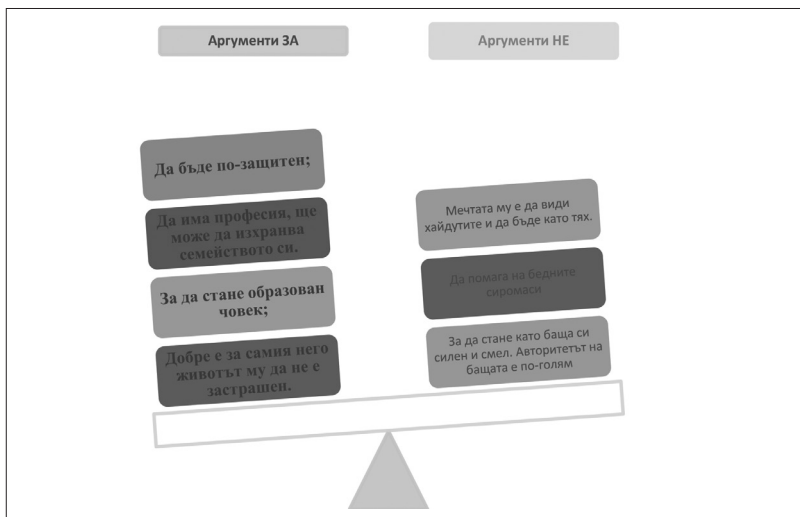 Аргументи ЗА
Аргументи НЕ
Да бъде по-защитен;
Да има професия, ще
може да изхранва
семейството си.
За да стане образован
човек;
Добре е за самия него
животът му да не е
застрашен.
Мечтата му е да види
хайдутите и да бъде като тях.
Да помага на бедните
сиромаси
За да стане като баща си
силен и смел. Авторитетът на
бащата е по-голям